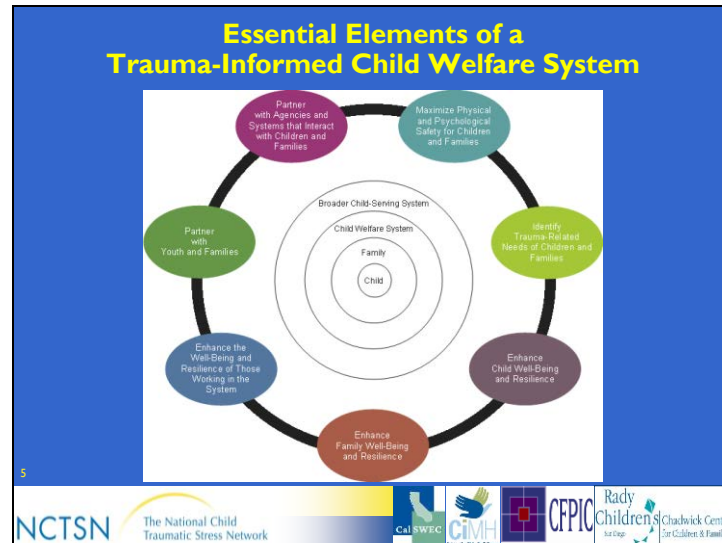 Essential Elements of a
Trauma-Informed Child Welfare System
Partner
with Agencies and
Systems that Interact
with Children and
Families
Maximize Physical
and Psychological
Safety for Children
and Families
Identify
Trauma-Related
Needs of Children and
Families
Enhance
Child Well-Being
and Resilience
Enhance
Family Well-Being
and Resilience
Enhance the
Well-Being and
Resilience of Those
Working in the
System
Partner
with
Youth and Families
Broader Child-Serving System
Child Welfare System
Family
Child
5
NCTSN
The National Child
Traumatic Stress Network
Cal SWEC
CiMH
CFPIC
Rady
Children's
San Diego
Chadwick Cent
for Children & Famili